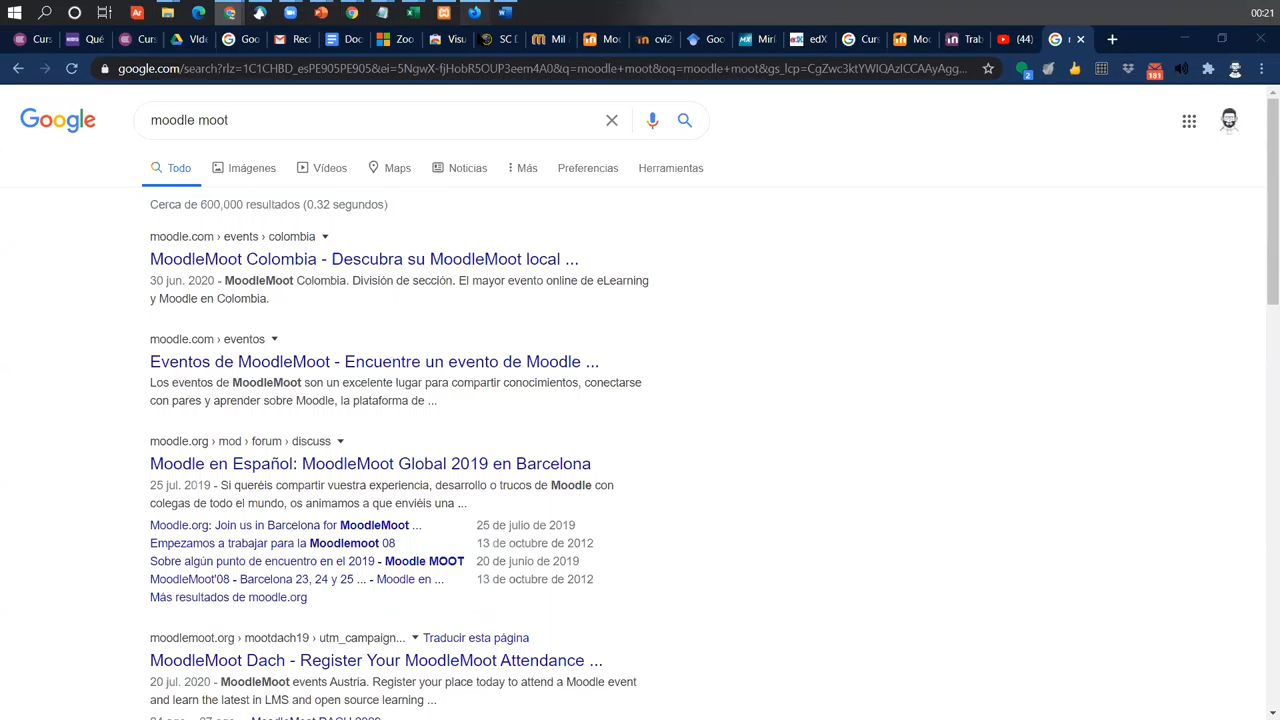 00:21
Curs
Qué
Curs
VIde
Goo
Rec
Doc
Zoo
Visu
SC D
Mil
Mo
cvi2
Goo
Miri
edX
Curs
Mo
Trab
(44)
m
google.com/search?rlz=1C1CHBD_esPE905PE905&ei=5NgwX-fjHobR5OUP3eem4A0&q=moodle+moot&oq=moodle+moot&gs_lcp=CgZwc3ktYWIQAzICCAAyAgg...
2
181
Google
moodle moot
Todo
Imágenes
Vídeos
Maps
Noticias
Más
Preferencias
Herramientas
Cerca de 600,000 resultados (0.32 segundos)
moodle.com › events › colombia
MoodleMoot Colombia - Descubra su MoodleMoot local ...
30 jun. 2020 - MoodleMoot Colombia. División de sección. El mayor evento online de eLearning
y Moodle en Colombia.
moodle.com › eventos
Eventos de MoodleMoot - Encuentre un evento de Moodle ...
Los eventos de MoodleMoot son un excelente lugar para compartir conocimientos, conectarse
con pares y aprender sobre Moodle, la plataforma de ...
moodle.org › mod › forum › discuss
Moodle en Español: MoodleMoot Global 2019 en Barcelona
25 jul. 2019 - Si queréis compartir vuestra experiencia, desarrollo o trucos de Moodle con
colegas de todo el mundo, os animamos a que enviéis una ...
Moodle.org: Join us in Barcelona for MoodleMoot ... 25 de julio de 2019
Empezamos a trabajar para la Moodlemoot 08 13 de octubre de 2012
Sobre algún punto de encuentro en el 2019 - Moodle MOOT 20 de junio de 2019
MoodleMoot'08 - Barcelona 23, 24 y 25 ... - Moodle en ... 13 de octubre de 2012
Más resultados de moodle.org
moodlemoot.org › mootdach19 › utm_campaign... Traducir esta página
MoodleMoot Dach - Register Your MoodleMoot Attendance ...
20 jul. 2020 - MoodleMoot events Austria. Register your place today to attend a Moodle event
and learn the latest in LMS and open source learning ...